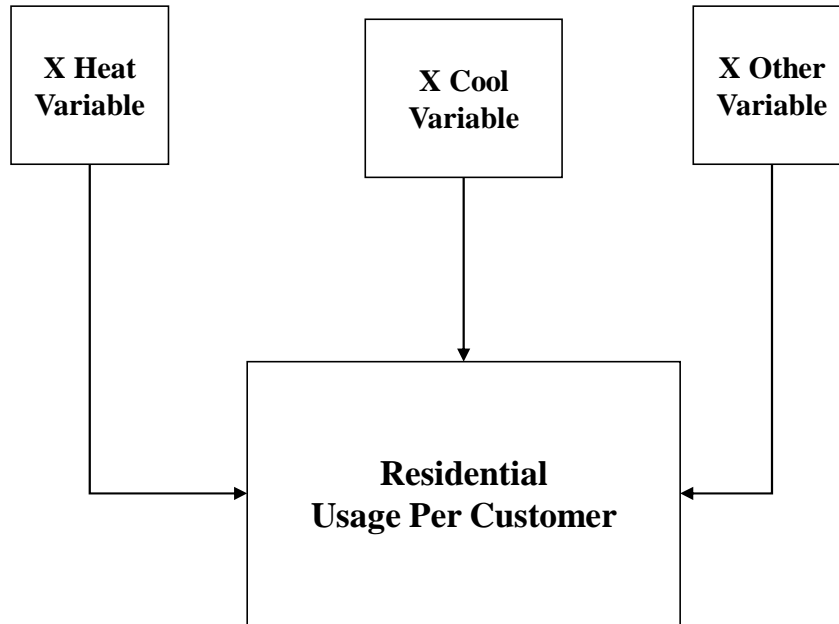 X Heat
Variable
X Cool
Variable
X Other
Variable
Residential
Usage Per Customer